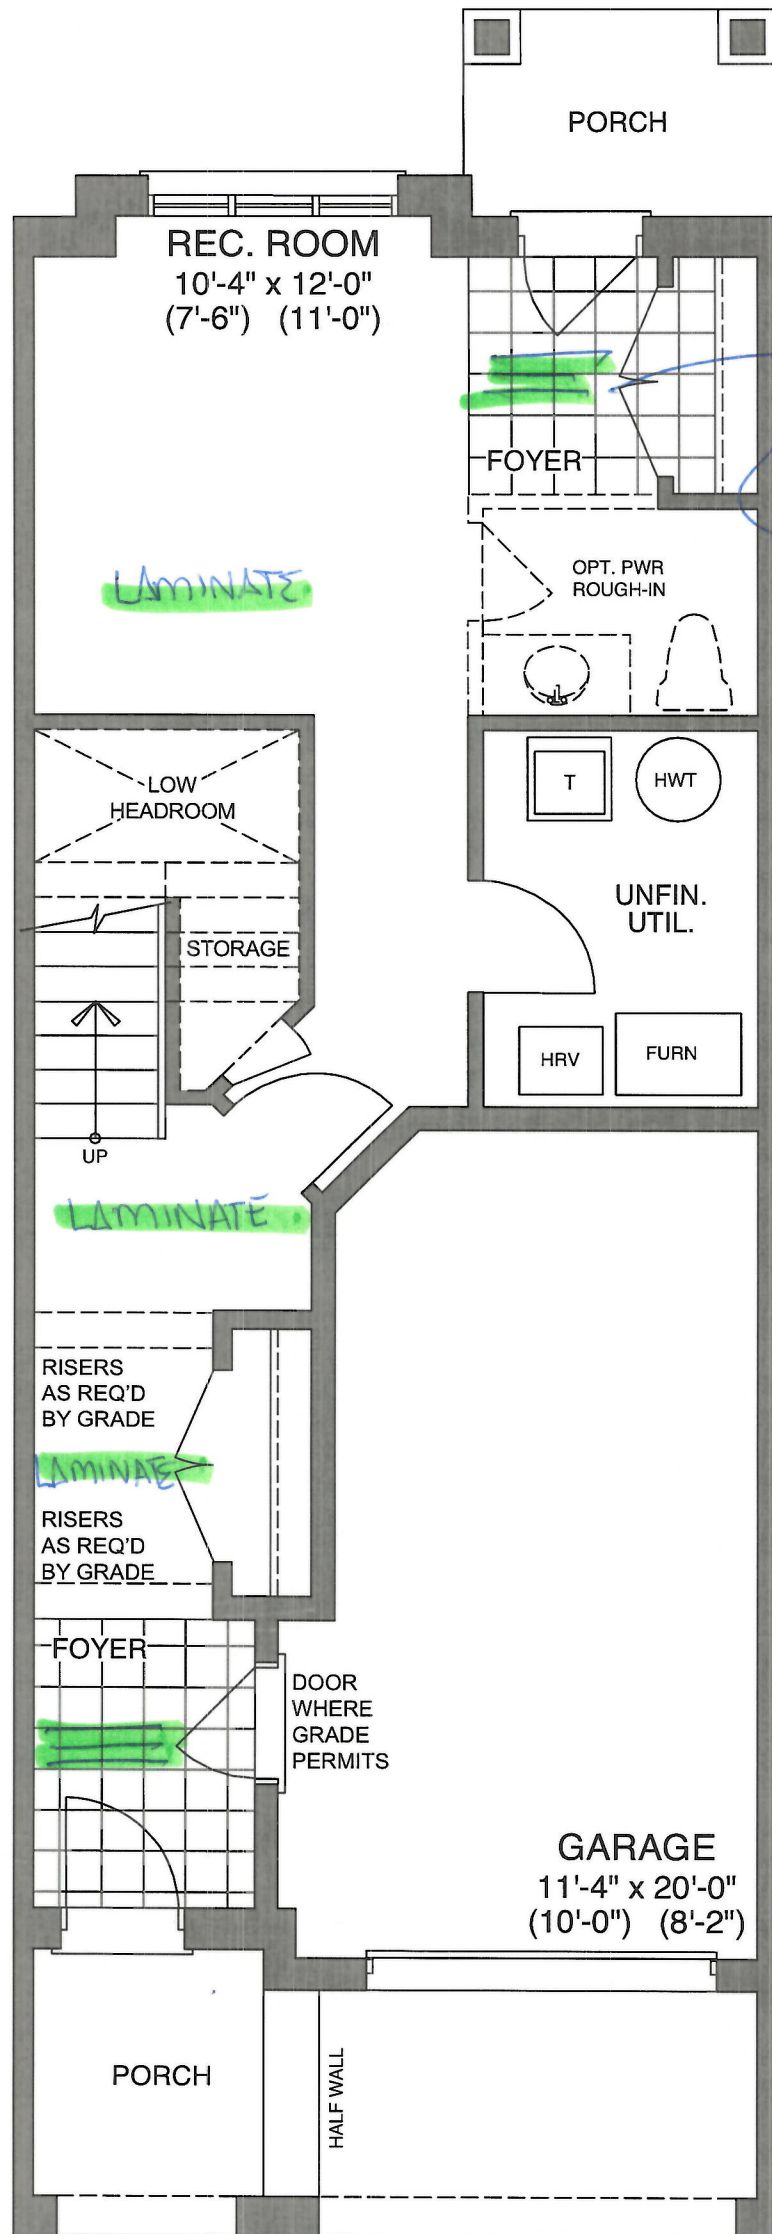 PORCH
REC. ROOM
10'-4" x 12'-0"
(7'-6") (11'-0")
FOYER
LAMINATE
OPT. PWR
ROUGH-IN
LOW
HEADROOM
T
HWT
UNFIN.
UTIL.
STORAGE
HRV
FURN
UP
LAMINATE
RISERS
AS REQ'D
BY GRADE
LAMINATE
RISERS
AS REQ'D
BY GRADE
FOYER
DOOR
WHERE
GRADE
PERMITS
GARAGE
11'-4" x 20'-0"
(10'-0") (8'-2")
PORCH
HALF WALL